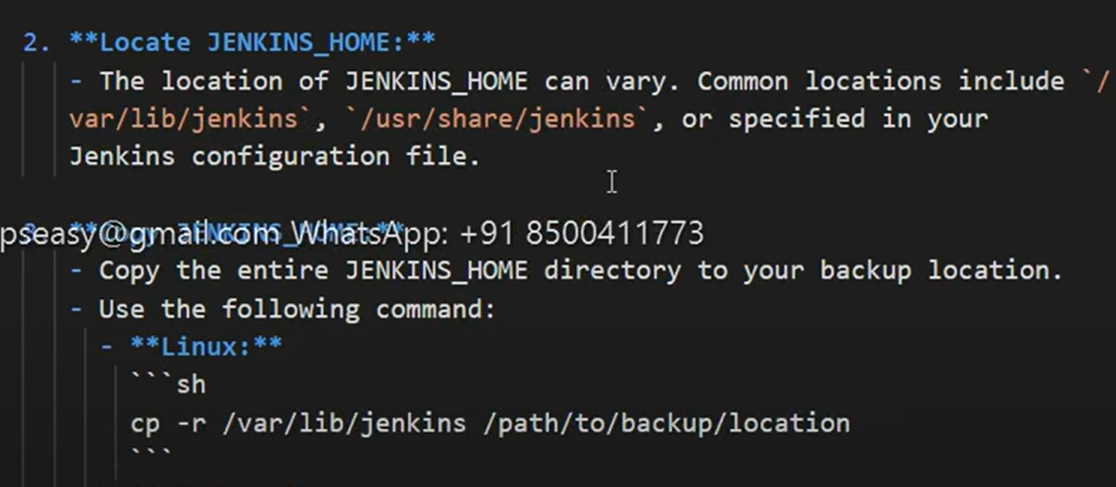 2. **Locate JENKINS_HOME:**
- The location of JENKINS_HOME can vary. Common locations include `/
var/lib/jenkins`, `/usr/share/jenkins`, or specified in your
Jenkins configuration file.
pseasy@gmail.com WhatsApp: +91 8500411773
- Copy the entire JENKINS_HOME directory to your backup location.
- Use the following command:
- **Linux:**
```sh
cp -r /var/lib/jenkins /path/to/backup/location
```